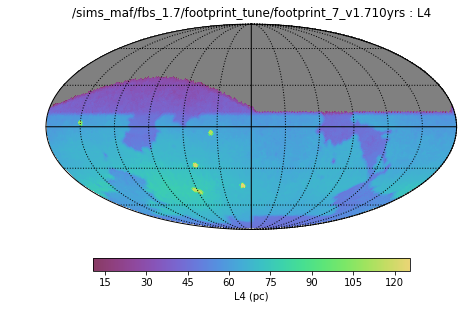 /sims_maf/fbs_1.7/footprint_tune/footprint_7_v1.710yrs : L4
15 30 45 60 75 90 105 120
L4 (pc)